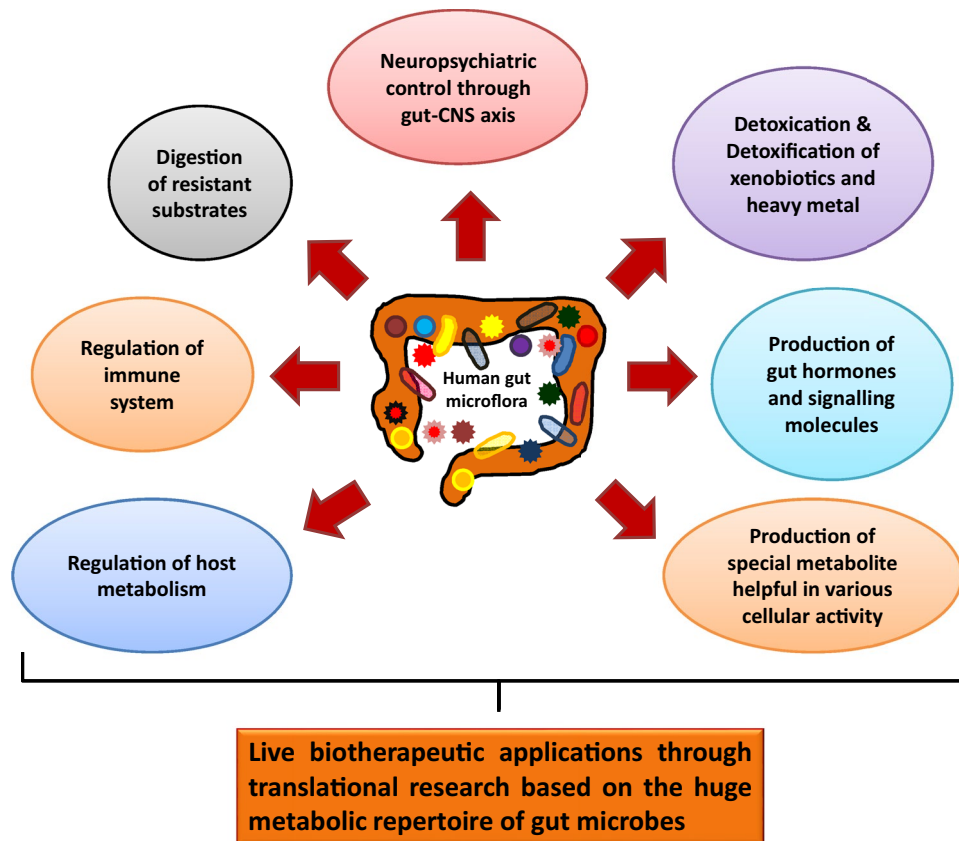 Neuropsychiatric
control through
gut-CNS axis
Digestion
of resistant
substrates
Detoxication &
Detoxification of
xenobiotics and
heavy metal
Regulation of
immune
system
Human gut
microflora
Production of
gut hormones
and signalling
molecules
Regulation of host
metabolism
Production of
special metabolite
helpful in various
cellular activity
Live biotherapeutic applications through
translational research based on the huge
metabolic repertoire of gut microbes